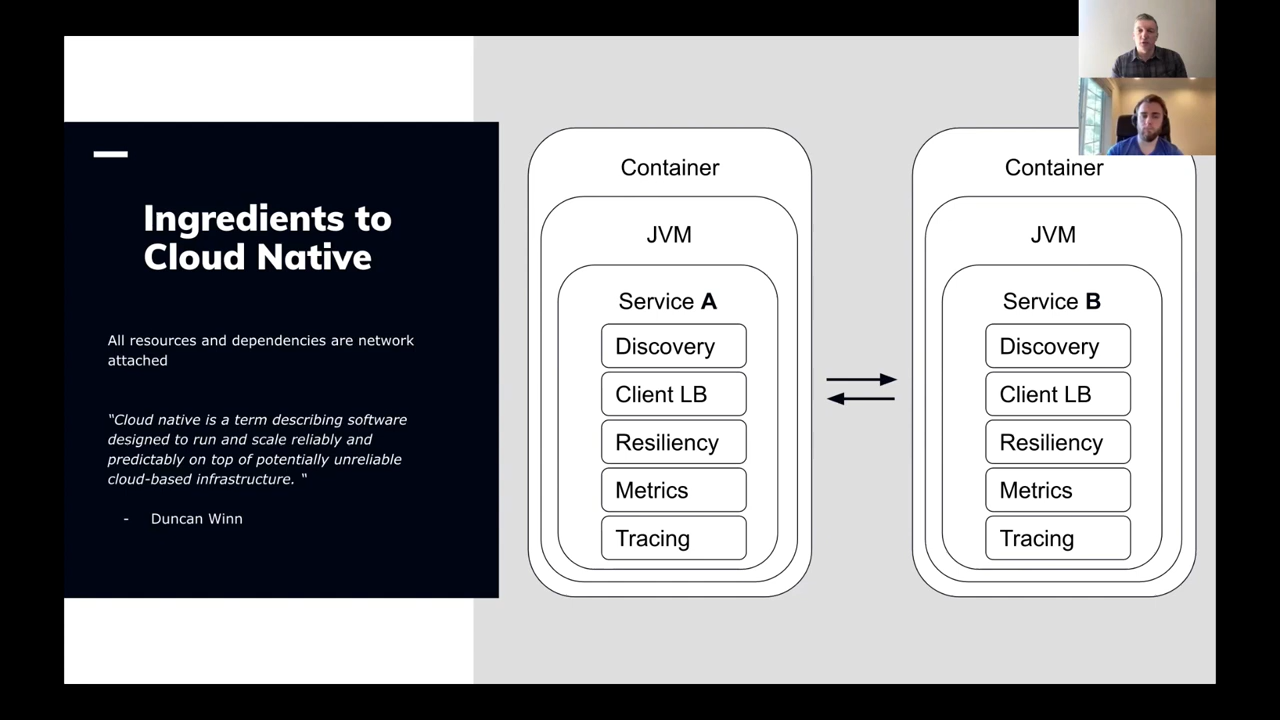 Ingredients to
Cloud Native
All resources and dependencies are network
attached
“Cloud native is a term describing software
designed to run and scale reliably and
predictably on top of potentially unreliable
cloud-based infrastructure. “
- Duncan Winn
Container
JVM
Service A
Discovery
Client LB
Resiliency
Metrics
Tracing
Container
JVM
Service B
Discovery
Client LB
Resiliency
Metrics
Tracing